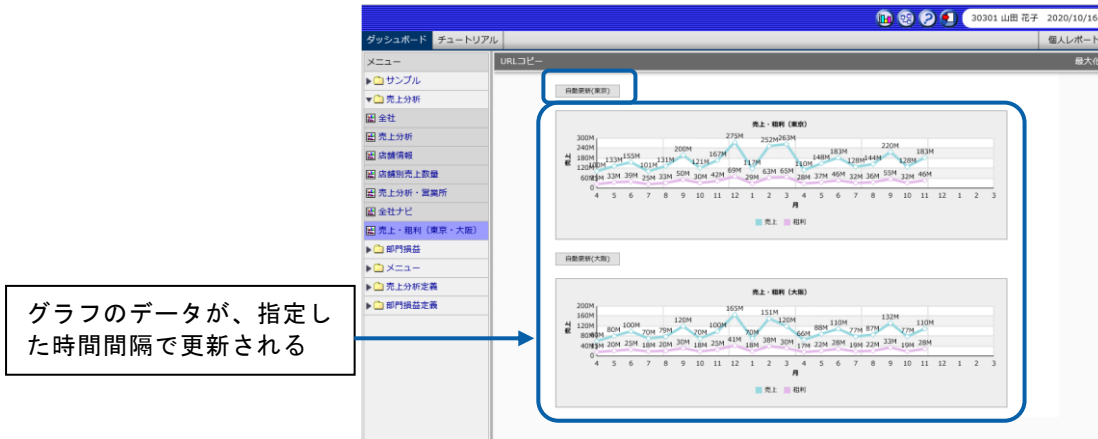 30301 山田 花子 2020/10/16
ダッシュボード チュートリアル 個人レポート
メニュー
URLコピー 最大化
サンプル
売上分析
全社
売上分析
店舗情報
店舗別売上数量
売上分析・営業所
全社ナビ
売上・粗利(東京・大阪)
部門損益
メニュー
売上分析定義
部門損益定義
グラフのデータが、指定し
た時間間隔で更新される
自動更新(東京)
売上・粗利(東京)
売上
300M
240M
180M
120M
60M
0
133M 155M 101M 131M 200M 121M 167M 275M 117M 252M 263M 110M 148M 183M 128M 144M 220M 128M 183M
33M 39M 25M 33M 50M 30M 42M 69M 29M 63M 65M 28M 37M 46M 32M 36M 55M 32M 46M
4 5 6 7 8 9 10 11 12 1 2 3 4 5 6 7 8 9 10 11 12 1 2 3
月
売上 粗利
自動更新(大阪)
売上・粗利(大阪)
売上
200M
160M
120M
80M
40M
0
80M 100M 70M 79M 120M 70M 100M 165M 70M 151M 120M 66M 88M 110M 77M 87M 132M 77M 110M
20M 25M 18M 20M 30M 18M 25M 41M 18M 38M 30M 17M 22M 28M 19M 22M 33M 19M 28M
4 5 6 7 8 9 10 11 12 1 2 3 4 5 6 7 8 9 10 11 12 1 2 3
月
売上 粗利